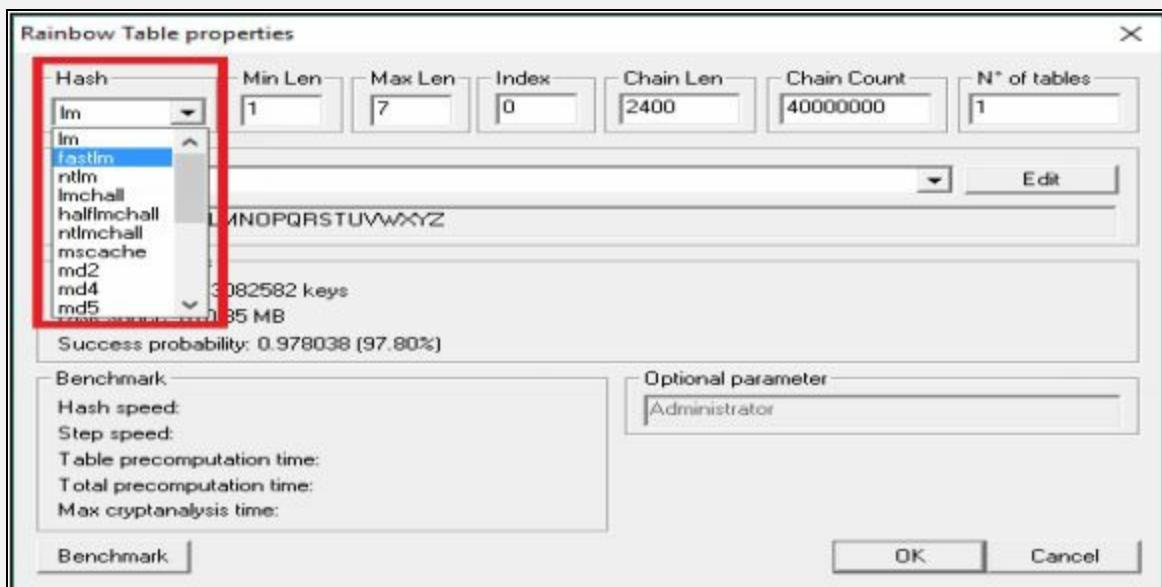 Rainbow Table properties
Hash Min Len Max Len Index Chain Len Chain Count N° of tables
lm 1 7 0 2400 40000000 1
lm
fastlm
ntlm
Edit
lmchall
halflmchall
ntlmchall
MNOPQRSTUVWXYZ
mscache
md2
md4
md5
3082582 keys
85 MB
Success probability: 0.978038 (97.80%)
Benchmark
Hash speed:
Step speed:
Table precomputation time:
Total precomputation time:
Max cryptanalysis time:
Optional parameter
Administrator
Benchmark OK Cancel